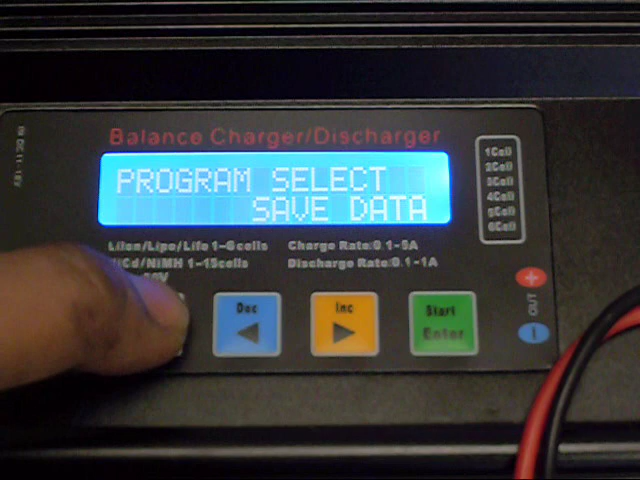 Balance Charger/Discharger
PROGRAM SELECT
SAVE DATA
LiIon/Lipo/Life 1-6cells
NiCd/NiMH 1-15cells
Charge Rate:0.1-5A
Discharge Rate:0.1-1A
1Cell
2Cell
3Cell
4Cell
5Cell
6Cell
Dec
Inc
Start
Enter
+
OUT